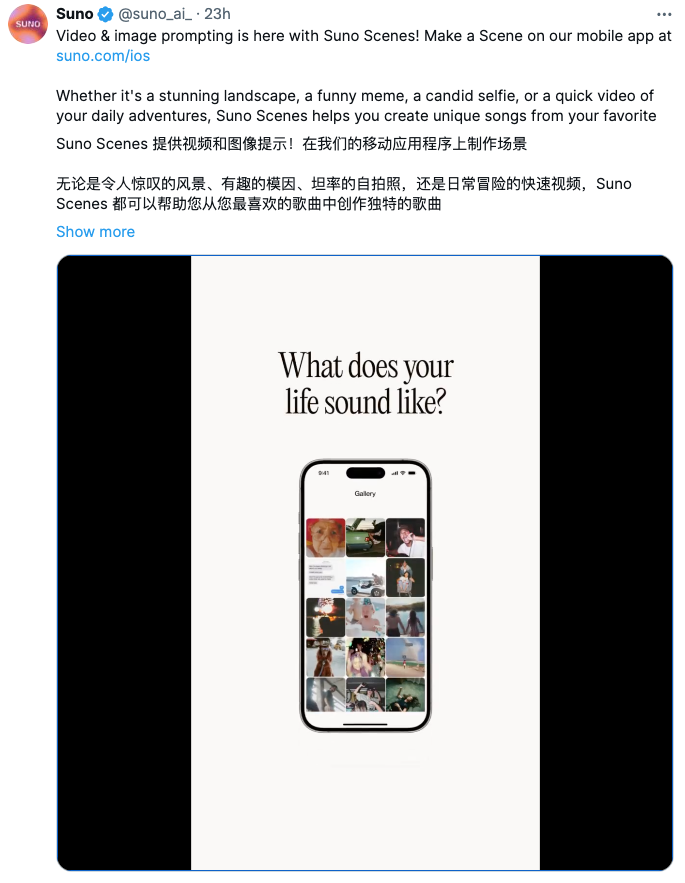 SUNO
Suno @suno_ai_ · 23h
Video & image prompting is here with Suno Scenes! Make a Scene on our mobile app at
suno.com/ios
Whether it's a stunning landscape, a funny meme, a candid selfie, or a quick video of
your daily adventures, Suno Scenes helps you create unique songs from your favorite
Suno Scenes 提供视频和图像提示！在我们的移动应用程序上制作场景
无论是令人惊叹的风景、有趣的模因、坦率的自拍照，还是日常冒险的快速视频，Suno
Scenes 都可以帮助您从您最喜欢的歌曲中创作独特的歌曲
Show more
What does your
life sound like?
9:41
Gallery